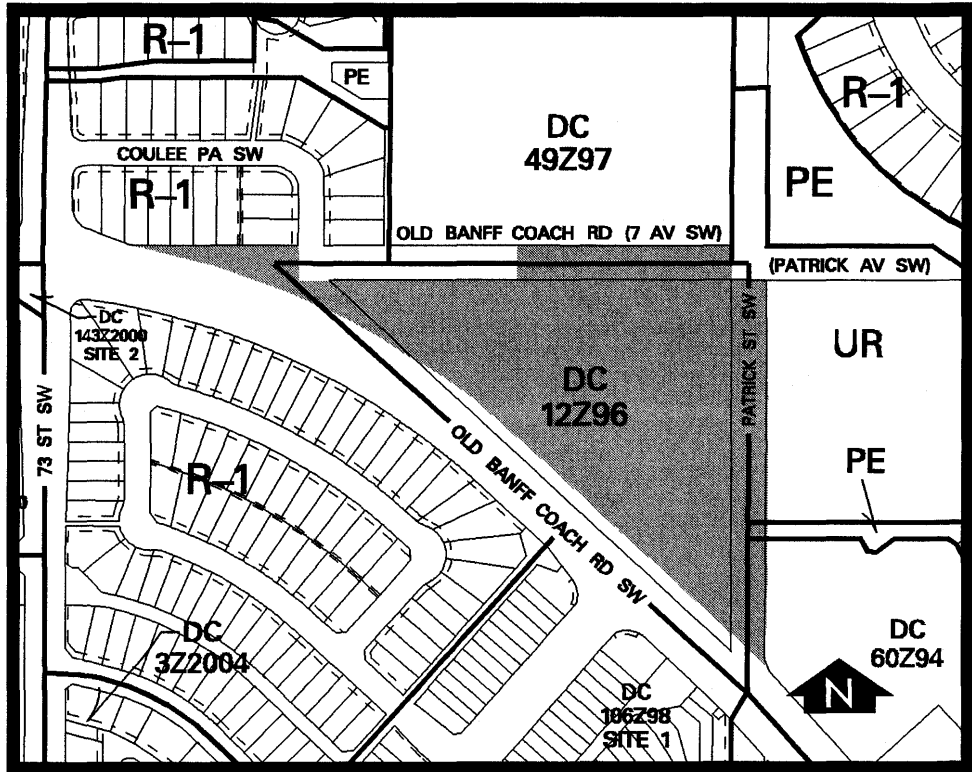 R-1
PE
R-1
COULEE PA SW
R-1
DC
49Z97
PE
OLD BANFF COACH RD (7 AV SW)
(PATRICK AV SW)
DC
143Z2000
SITE 2
73 ST SW
DC
12Z96
PATRICK ST SW
UR
PE
R-1
OLD BANFF COACH RD SW
DC
3Z2004
DC
106Z98
SITE 1
DC
60Z94
N